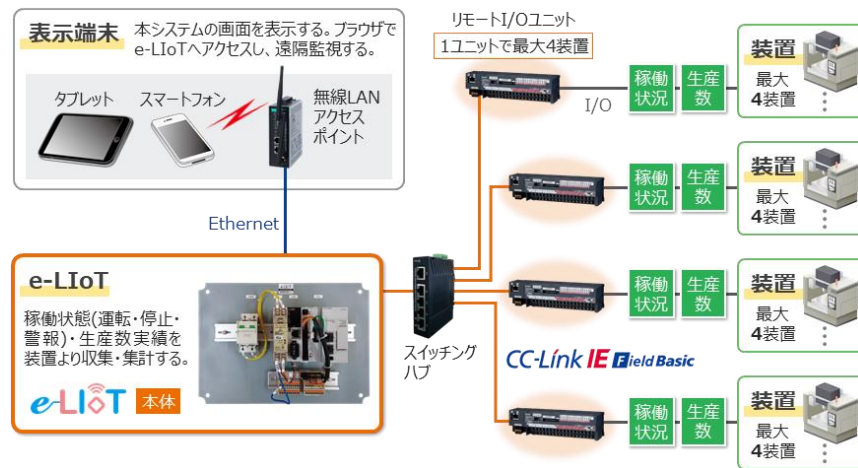 表示端末
本システムの画面を表示する。ブラウザで
e-LIoTへアクセスし、遠隔監視する。
タブレット
スマートフォン
無線LAN
アクセス
ポイント
Ethernet
e-LIoT
稼働状態(運転・停止・
警報)・生産数実績を
装置より収集・集計する。
e-LIoT 本体
スイッチング
ハブ
リモートI/Oユニット
1ユニットで最大4装置
I/O
稼働
状況
生産
数
装置
最大
4装置
稼働
状況
生産
数
装置
最大
4装置
稼働
状況
生産
数
装置
最大
4装置
CC-Link IE Field Basic
稼働
状況
生産
数
装置
最大
4装置